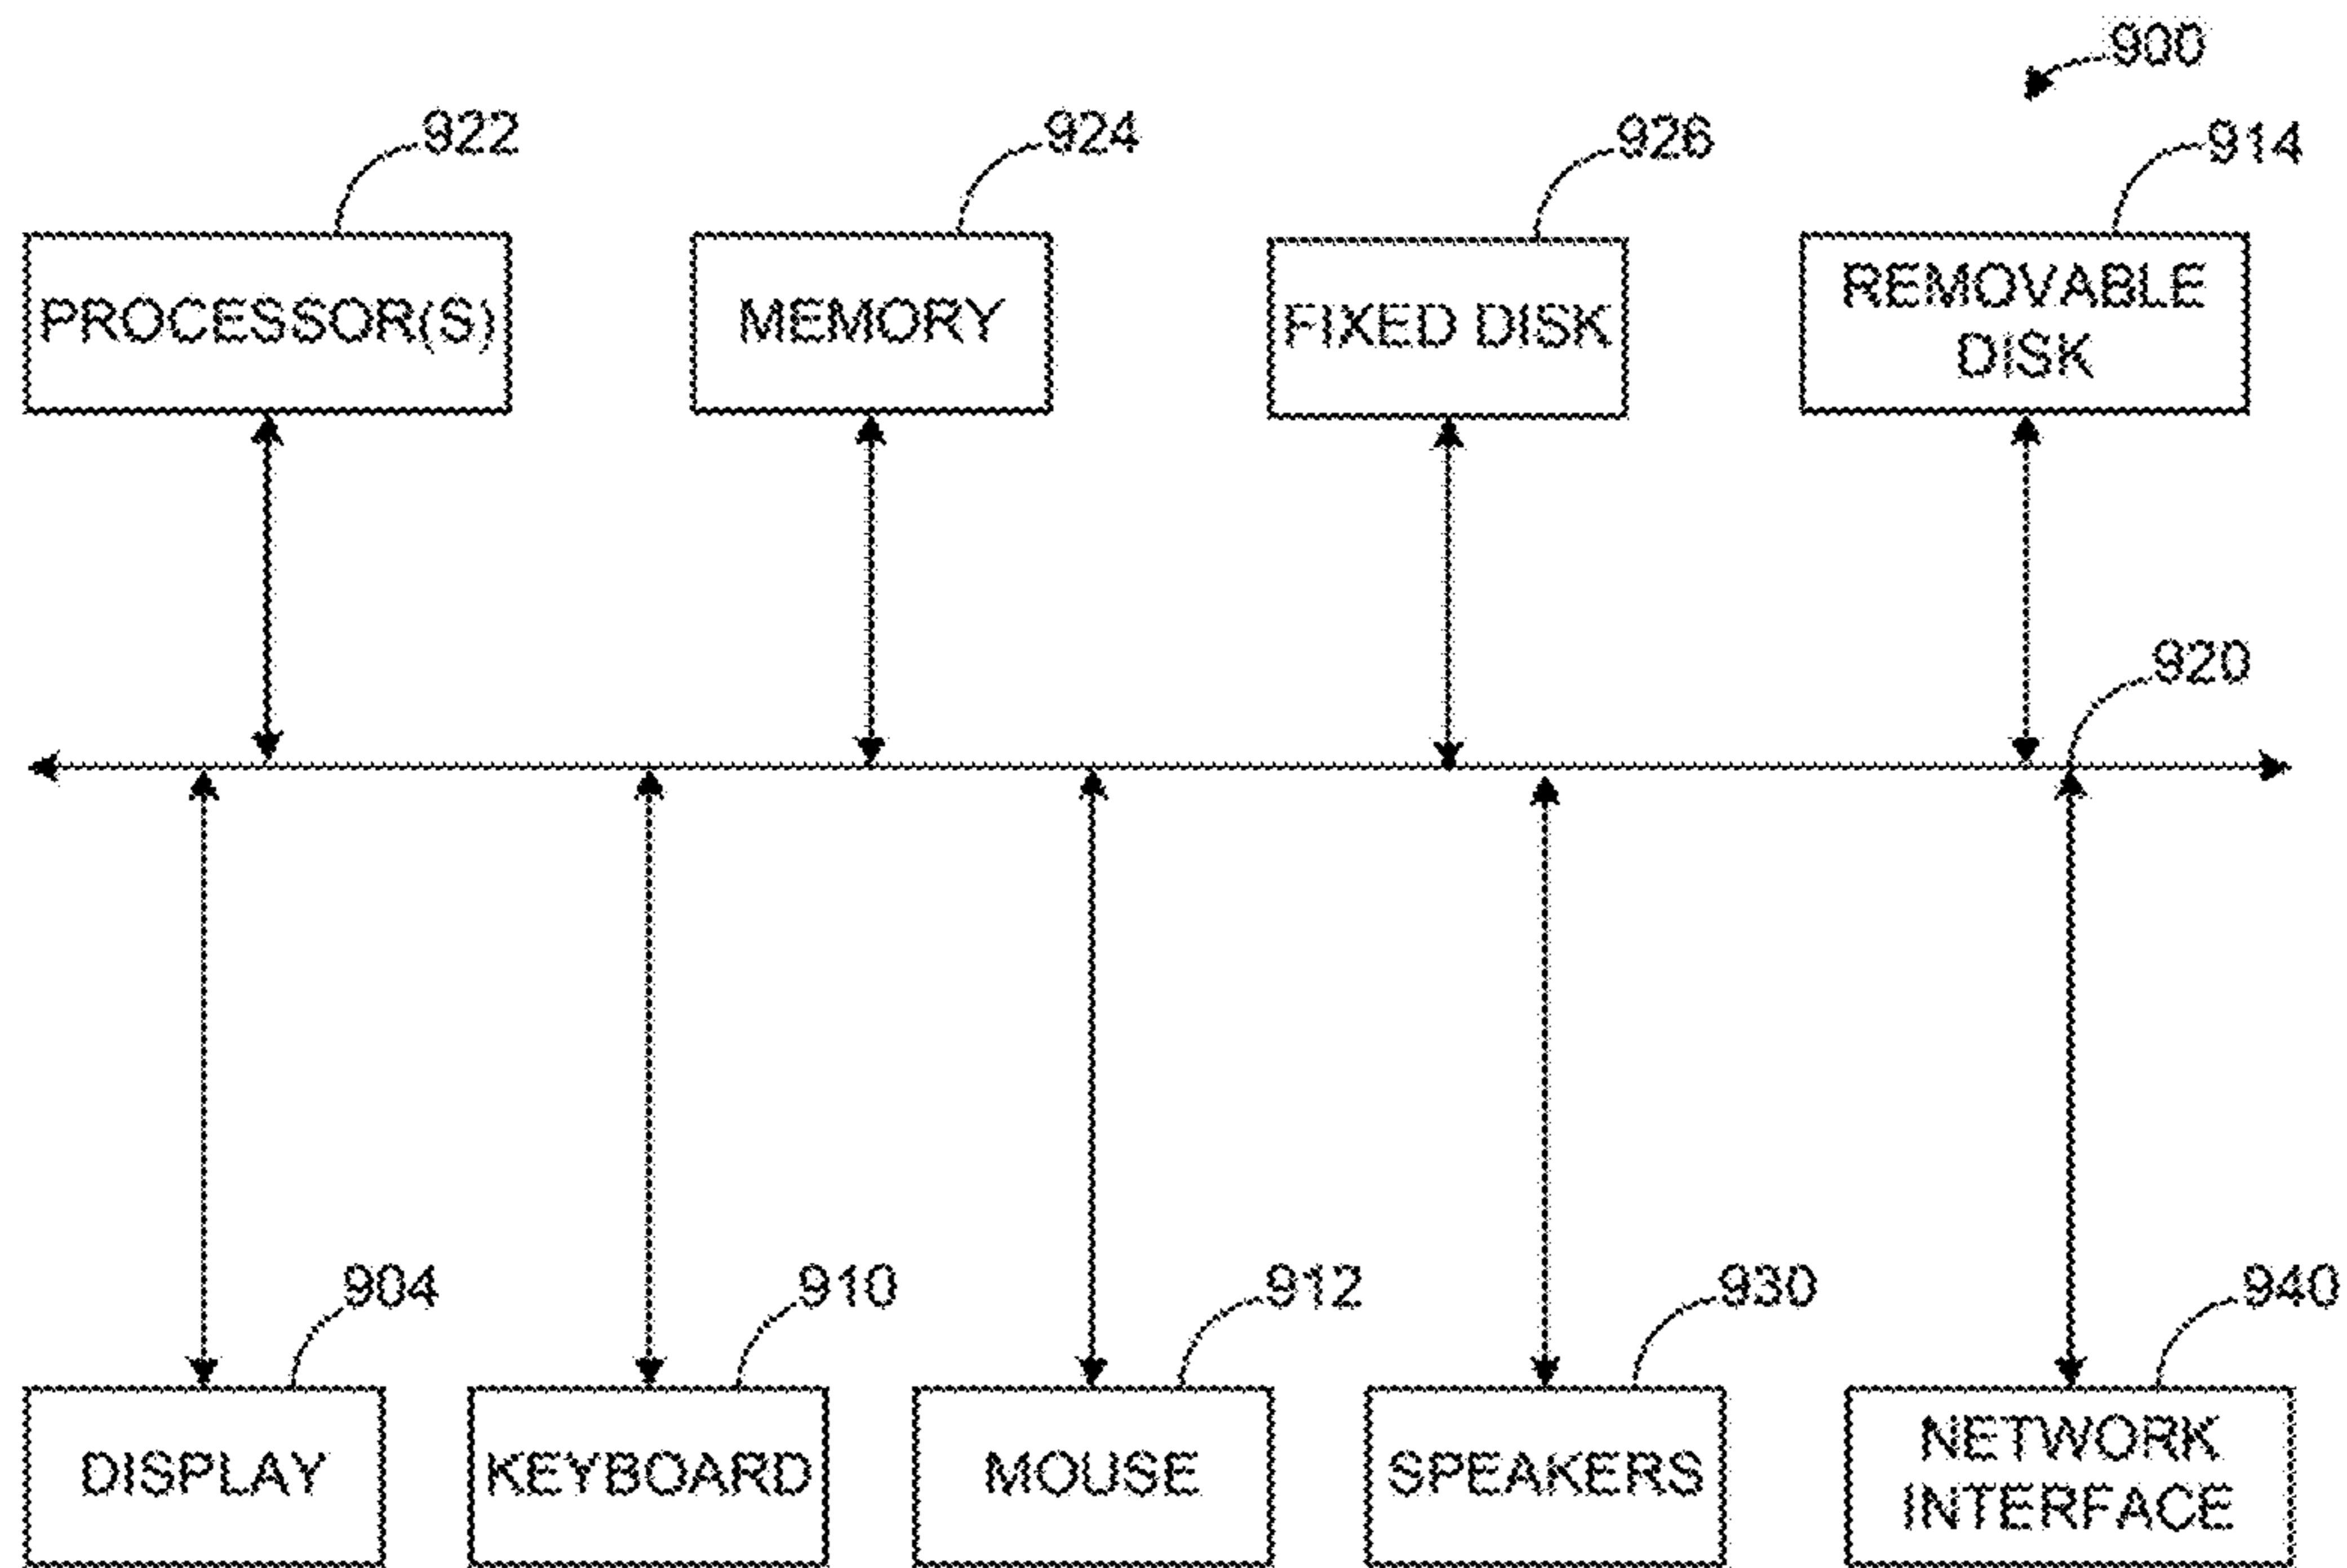 900
922
924
926
914
PROCESSOR(S)
MEMORY
FIXED DISK
REMOVABLE
DISK
920
904
910
912
930
940
DISPLAY
KEYBOARD
MOUSE
SPEAKERS
NETWORK
INTERFACE